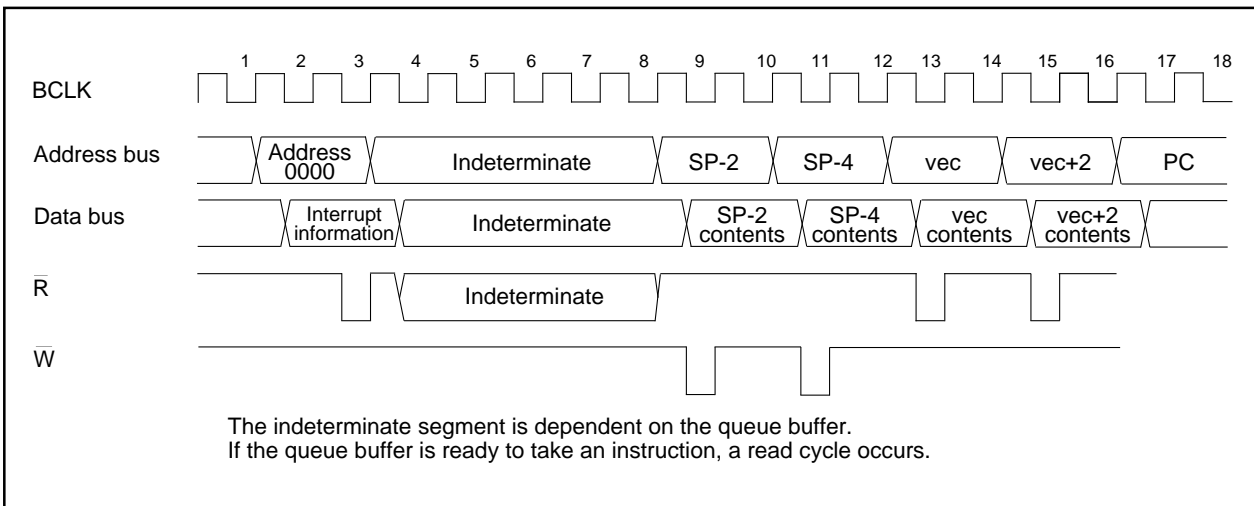 1 2 3 4 5 6 7 8 9 10 11 12 13 14 15 16 17 18
BCLK
Address bus
Address
0000
Indeterminate
SP-2
SP-4
vec
vec+2
PC
Data bus
Interrupt
information
Indeterminate
SP-2
contents
SP-4
contents
vec
contents
vec+2
contents
R̅
Indeterminate
W̅
The indeterminate segment is dependent on the queue buffer.
If the queue buffer is ready to take an instruction, a read cycle occurs.